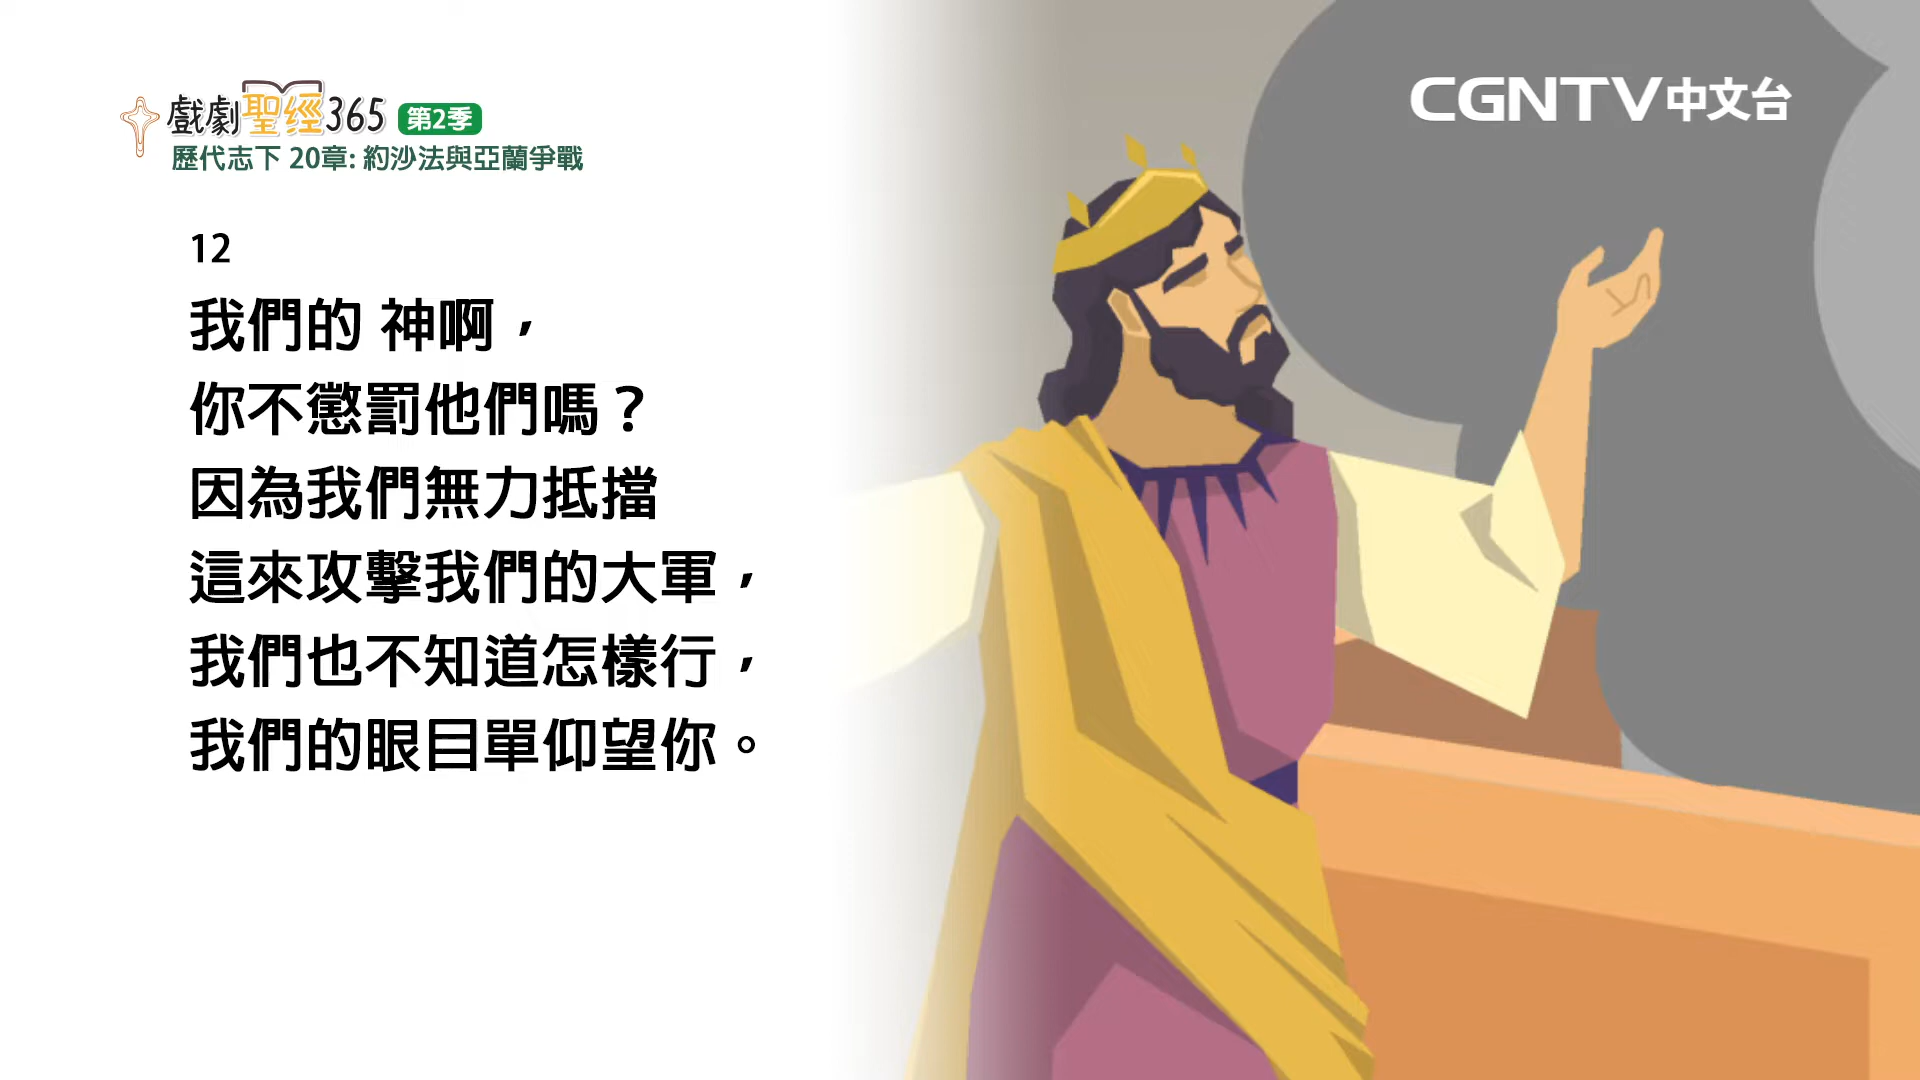 戲劇聖經365 第2季
CGNTV中文台
歷代志下 20章: 約沙法與亞蘭爭戰
12
我們的 神啊，
你不懲罰他們嗎？
因為我們無力抵擋
這來攻擊我們的大軍，
我們也不知道怎樣行，
我們的眼目單仰望你。